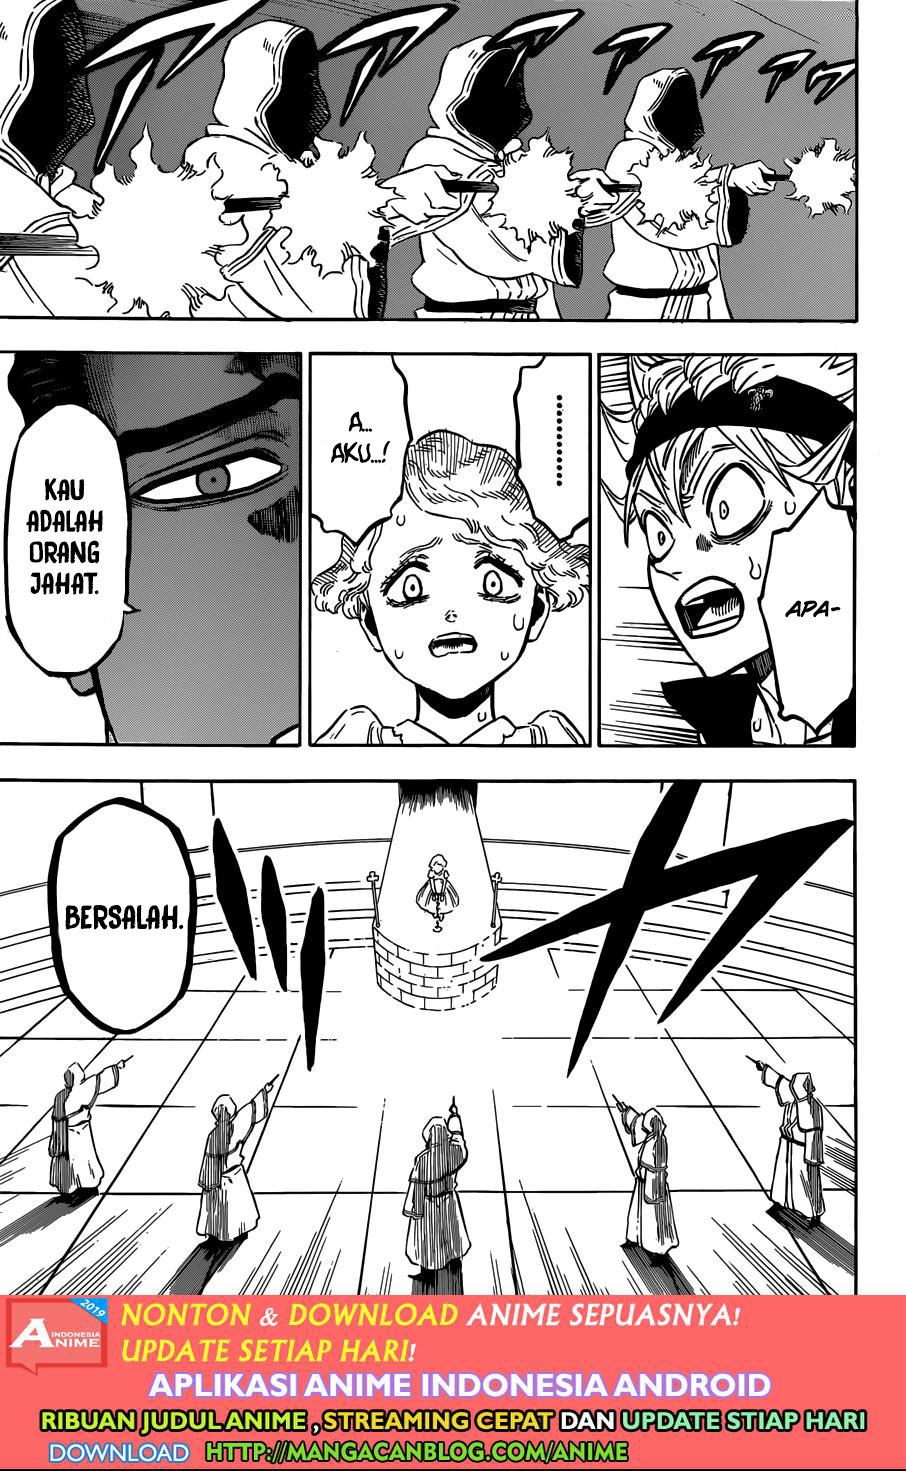 APA-
..........
A...
AKU...!
KAU
ADALAH
ORANG
JAHAT.
BERSALAH.
2019
INDONESIA
ANIME
NONTON & DOWNLOAD ANIME SEPUASNYA!
UPDATE SETIAP HARI!
APLIKASI ANIME INDONESIA ANDROID
RIBUAN JUDUL ANIME , STREAMING CEPAT DAN UPDATE STIAP HARI
DOWNLOAD HTTP://MANGACANBLOG.COM/ANIME